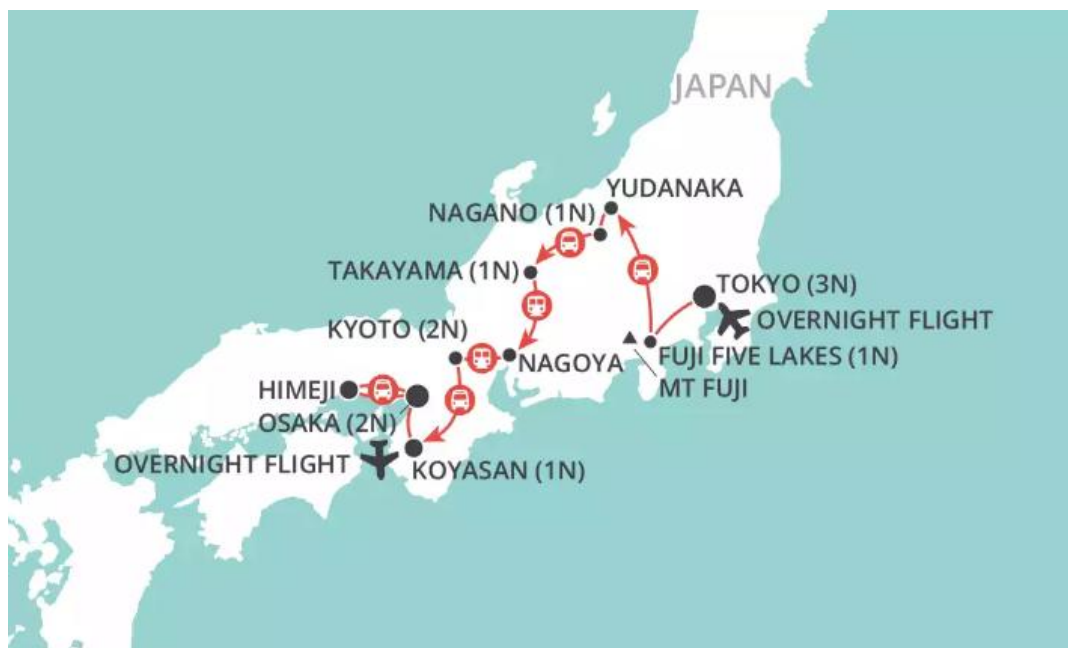 JAPAN
YUDANAKA
NAGANO (1N)
TAKAYAMA (1N)
TOKYO (3N)
OVERNIGHT FLIGHT
KYOTO (2N)
NAGOYA
FUJI FIVE LAKES (1N)
MT FUJI
HIMEJI
OSAKA (2N)
OVERNIGHT FLIGHT
KOYASAN (1N)